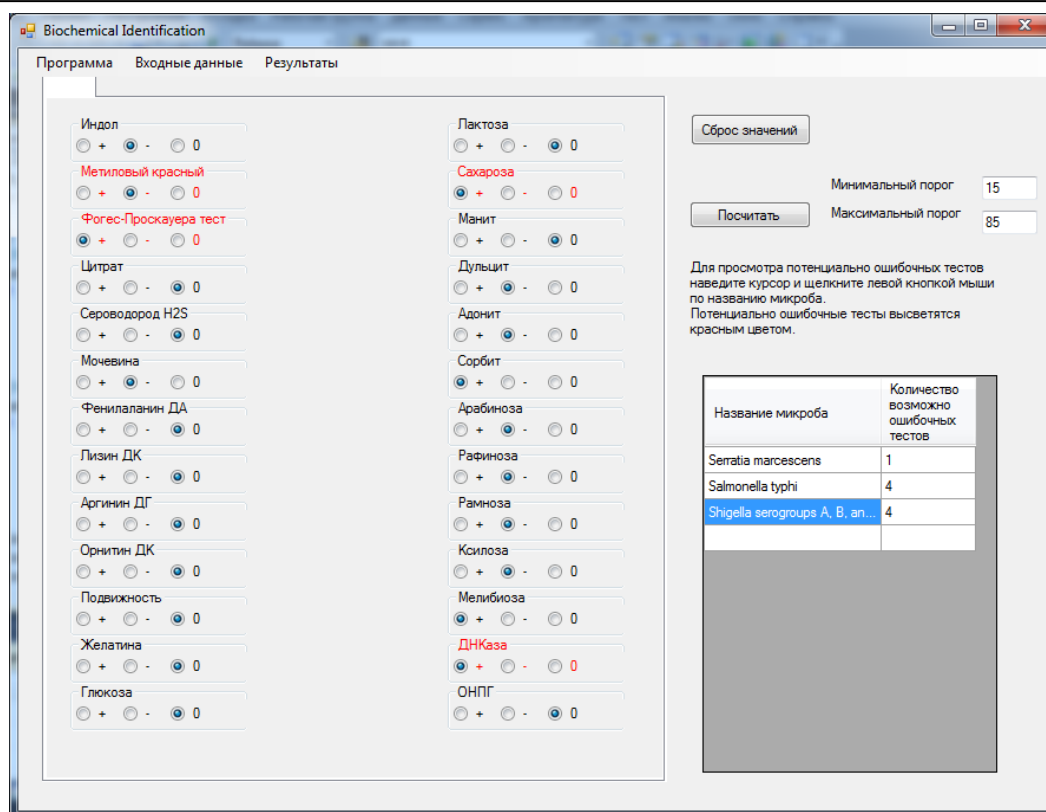 Biochemical Identification
Программа Входные данные Результаты
Индол
+ - 0
Метиловый красный
+ - 0
Фогес-Проскауера тест
+ - 0
Цитрат
+ - 0
Сероводород H2S
+ - 0
Мочевина
+ - 0
Фенилаланин ДА
+ - 0
Лизин ДК
+ - 0
Аргинин ДГ
+ - 0
Орнитин ДК
+ - 0
Подвижность
+ - 0
Желатина
+ - 0
Глюкоза
+ - 0
Лактоза
+ - 0
Сахароза
+ - 0
Манит
+ - 0
Дульцит
+ - 0
Адонит
+ - 0
Сорбит
+ - 0
Арабиноза
+ - 0
Рафиноза
+ - 0
Рамноза
+ - 0
Ксилоза
+ - 0
Мелибиоза
+ - 0
ДНКаза
+ - 0
ОНПГ
+ - 0
Сброс значений
Минимальный порог 15
Посчитать
Максимальный порог 85
Для просмотра потенциально ошибочных тестов
наведите курсор и щелкните левой кнопкой мыши
по названию микроба.
Потенциально ошибочные тесты высветятся
красным цветом.
Название микроба
Количество
возможно
ошибочных
тестов
Serratia marcescens 1
Salmonella typhi 4
Shigella serogroups A, B, an... 4